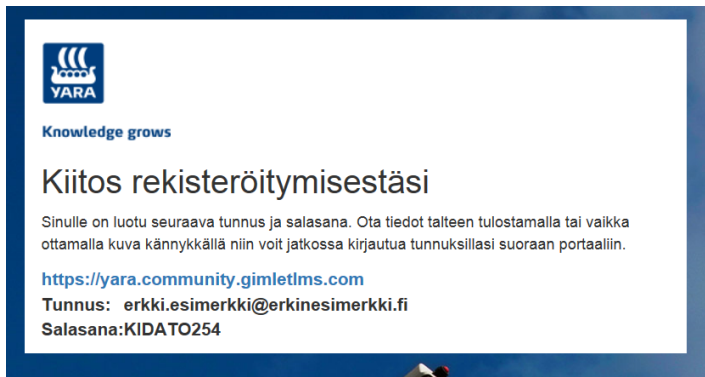 YARA
Knowledge grows
Kiitos rekisteröitymisestäsi
Sinulle on luotu seuraava tunnus ja salasana. Ota tiedot talteen tulostamalla tai vaikka
ottamalla kuva kännykkällä niin voit jatkossa kirjautua tunnuksillasi suoraan portaaliin.
https://yara.community.gimletlms.com
Tunnus: erkki.esimerkki@erkinesimerkki.fi
Salasana:KIDATO254